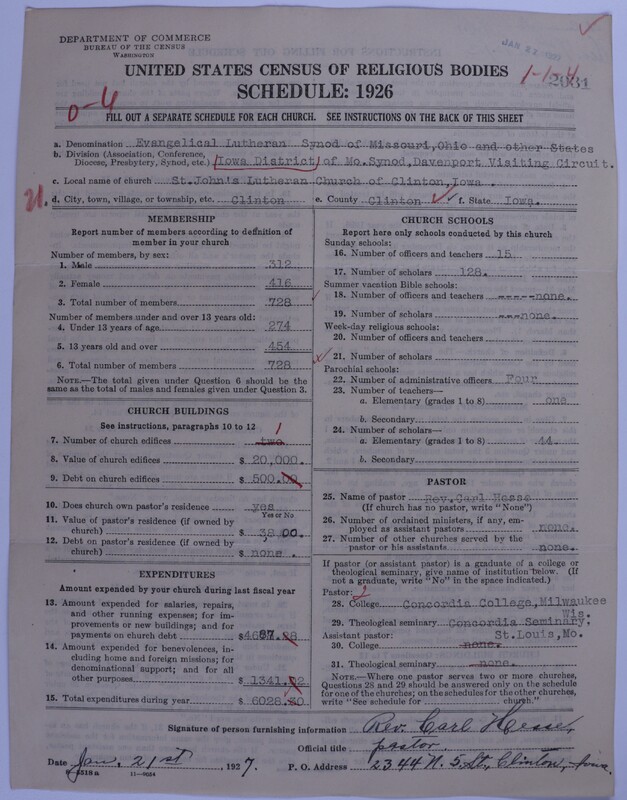 DEPARTMENT OF COMMERCE
BUREAU OF THE CENSUS
WASHINGTON
UNITED STATES CENSUS OF RELIGIOUS BODIES
1-1-4
SCHEDULE: 1926
0-4
FILL OUT A SEPARATE SCHEDULE FOR EACH CHURCH. SEE INSTRUCTIONS ON THE BACK OF THIS SHEET
a. Denomination Evangelical Lutheran Synod of Missouri,Ohio and other States
b. Division (Association, Conference,
Diocese, Presbytery, Synod, etc.) Iowa District of Mo.Synod,Davenport Visiting Circuit.
c. Local name of church St.John's Lutheran Church of Clinton,Iowa.
21. d. City, town, village, or township, etc. Clinton e. County Clinton f. State Iowa.
MEMBERSHIP
Report number of members according to definition of
member in your church
Number of members, by sex:
1. Male 312
2. Female 416
3. Total number of members 728
Number of members under and over 13 years old:
4. Under 13 years of age 274
5. 13 years old and over 454
6. Total number of members 728
NOTE.—The total given under Question 6 should be the
same as the total of males and females given under Question 3.
CHURCH BUILDINGS
See instructions, paragraphs 10 to 12 1
7. Number of church edifices two
8. Value of church edifices $ 20,000.
9. Debt on church edifices $ 500.00
10. Does church own pastor's residence yes
Yes or No
11. Value of pastor's residence (if owned by
church) $ 3800.
12. Debt on pastor's residence (if owned by
church) $ none.
EXPENDITURES
Amount expended by your church during last fiscal year
13. Amount expended for salaries, repairs,
and other running expenses; for im-
provements or new buildings; and for
payments on church debt $4687.28
14. Amount expended for benevolences,
including home and foreign missions; for
denominational support; and for all
other purposes $ 1341.02
15. Total expenditures during year $ 6028.30
CHURCH SCHOOLS
Report here only schools conducted by this church
Sunday schools:
16. Number of officers and teachers 15
17. Number of scholars 128.
Summer vacation Bible schools:
18. Number of officers and teachers -----none.
19. Number of scholars ---none.
Week-day religious schools:
20. Number of officers and teachers
21. Number of scholars
Parochial schools:
22. Number of administrative officers Four
23. Number of teachers—
a. Elementary (grades 1 to 8) one
b. Secondary
24. Number of scholars—
a. Elementary (grades 1 to 8) 44.
b. Secondary
PASTOR
25. Name of pastor Rev.Carl Hesse
(If church has no pastor, write "None")
26. Number of ordained ministers, if any, em-
ployed as assistant pastors none.
27. Number of other churches served by the
pastor or his assistants none.
If pastor (or assistant pastor) is a graduate of a college or
theological seminary, give name of institution below. (If
not a graduate, write "No" in the space indicated.)
Pastor: 2
28. College Concordia College,Milwaukee
Wis.
29. Theological seminary Concordia Seminary,
Assistant pastor: St.Louis,Mo.
30. College none.
31. Theological seminary none.
NOTE.—Where one pastor serves two or more churches,
Questions 28 and 29 should be answered only on the schedule
for one of the churches; on the schedules for the other churches,
write "See schedule for church."
Signature of person furnishing information Rev. Carl Hesse,
Official title pastor.
Date Jan. 21st, 1927. P. O. Address 2344 N. 5 St., Clinton, Iowa.
8—5318 a 11—9624